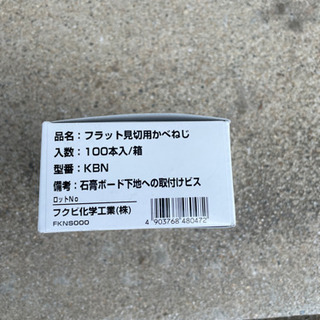 品名：フラット見切用かべねじ
入数：100本入/箱
型番：KBN
備考：石膏ボード下地への取付けビス
ロットNo
フクビ化学工業(株)
FKNS000
4 903768 480472